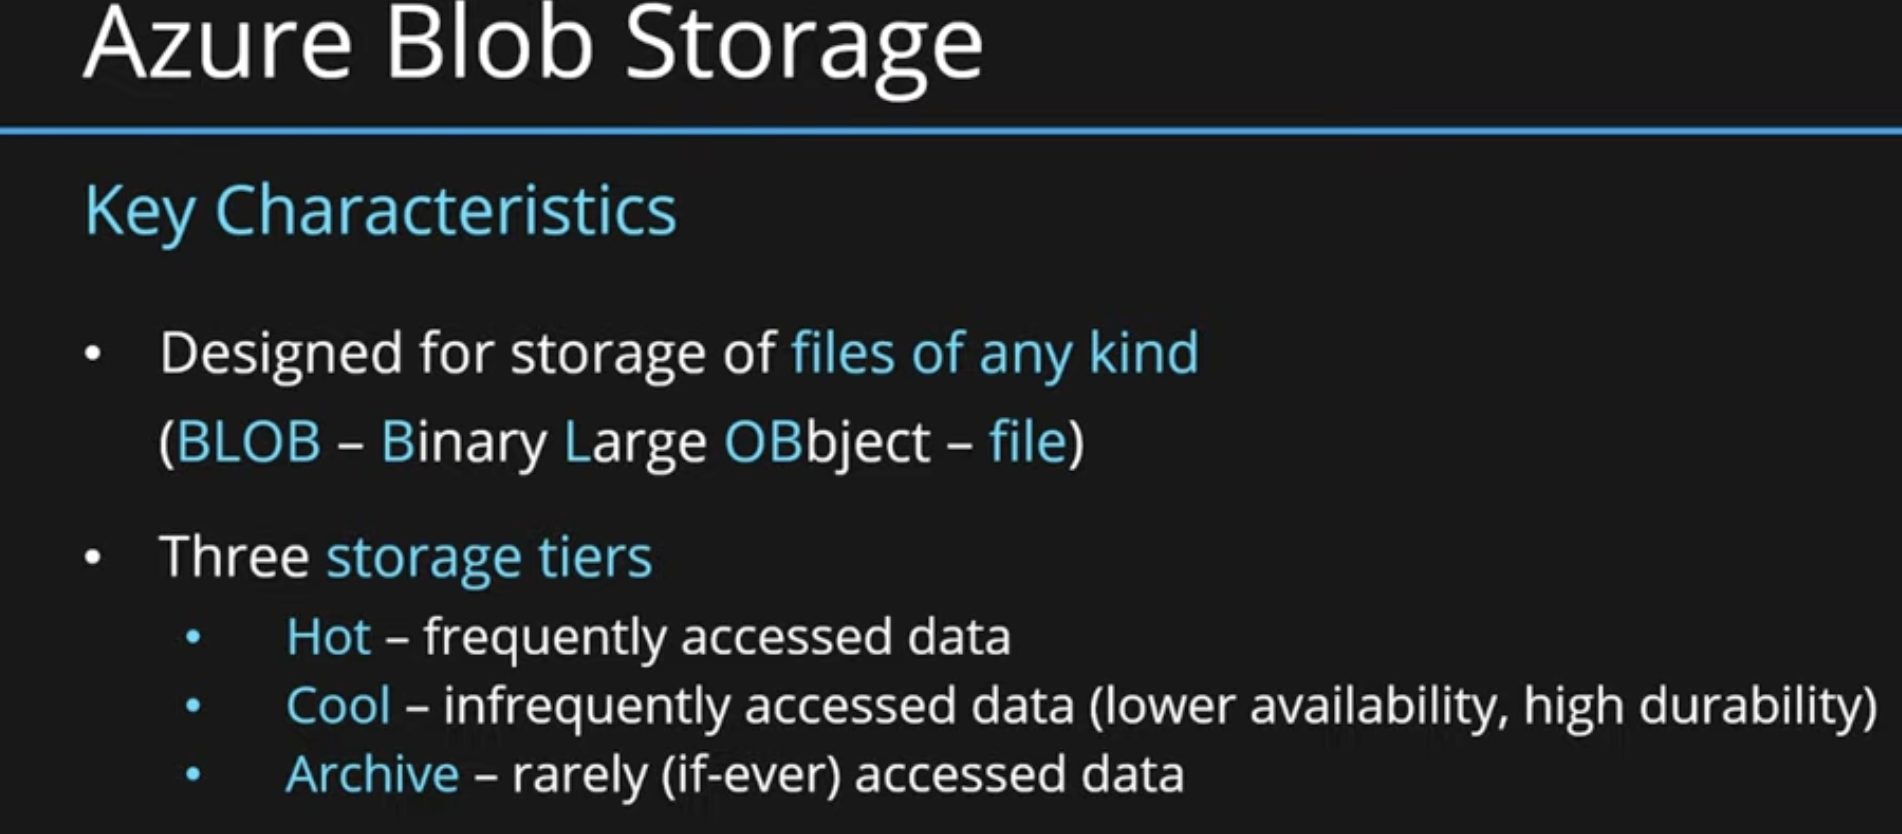 Azure Blob Storage
Key Characteristics
• Designed for storage of files of any kind
(BLOB – Binary Large OBbject – file)
• Three storage tiers
• Hot – frequently accessed data
• Cool – infrequently accessed data (lower availability, high durability)
• Archive – rarely (if-ever) accessed data